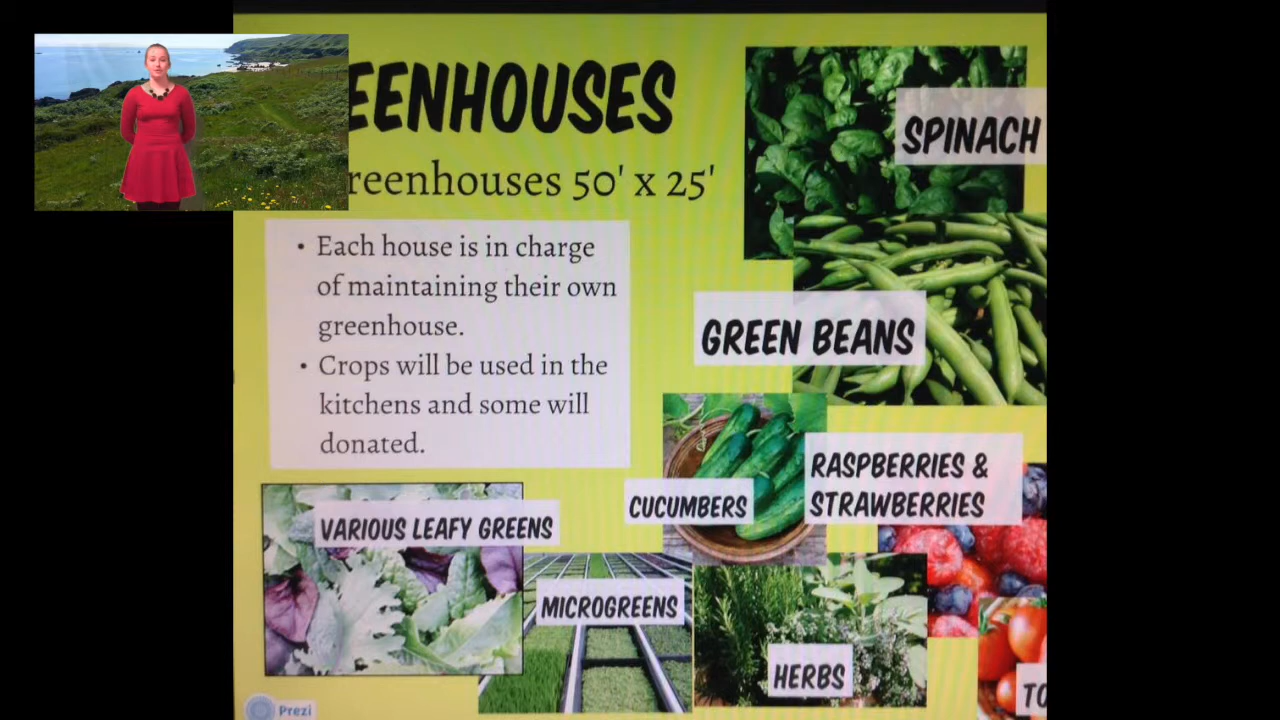 EENHOUSES
reenhouses 50' x 25'
• Each house is in charge
of maintaining their own
greenhouse.
• Crops will be used in the
kitchens and some will
donated.
SPINACH
GREEN BEANS
CUCUMBERS
RASPBERRIES &
STRAWBERRIES
VARIOUS LEAFY GREENS
MICROGREENS
HERBS
TO
Prezi